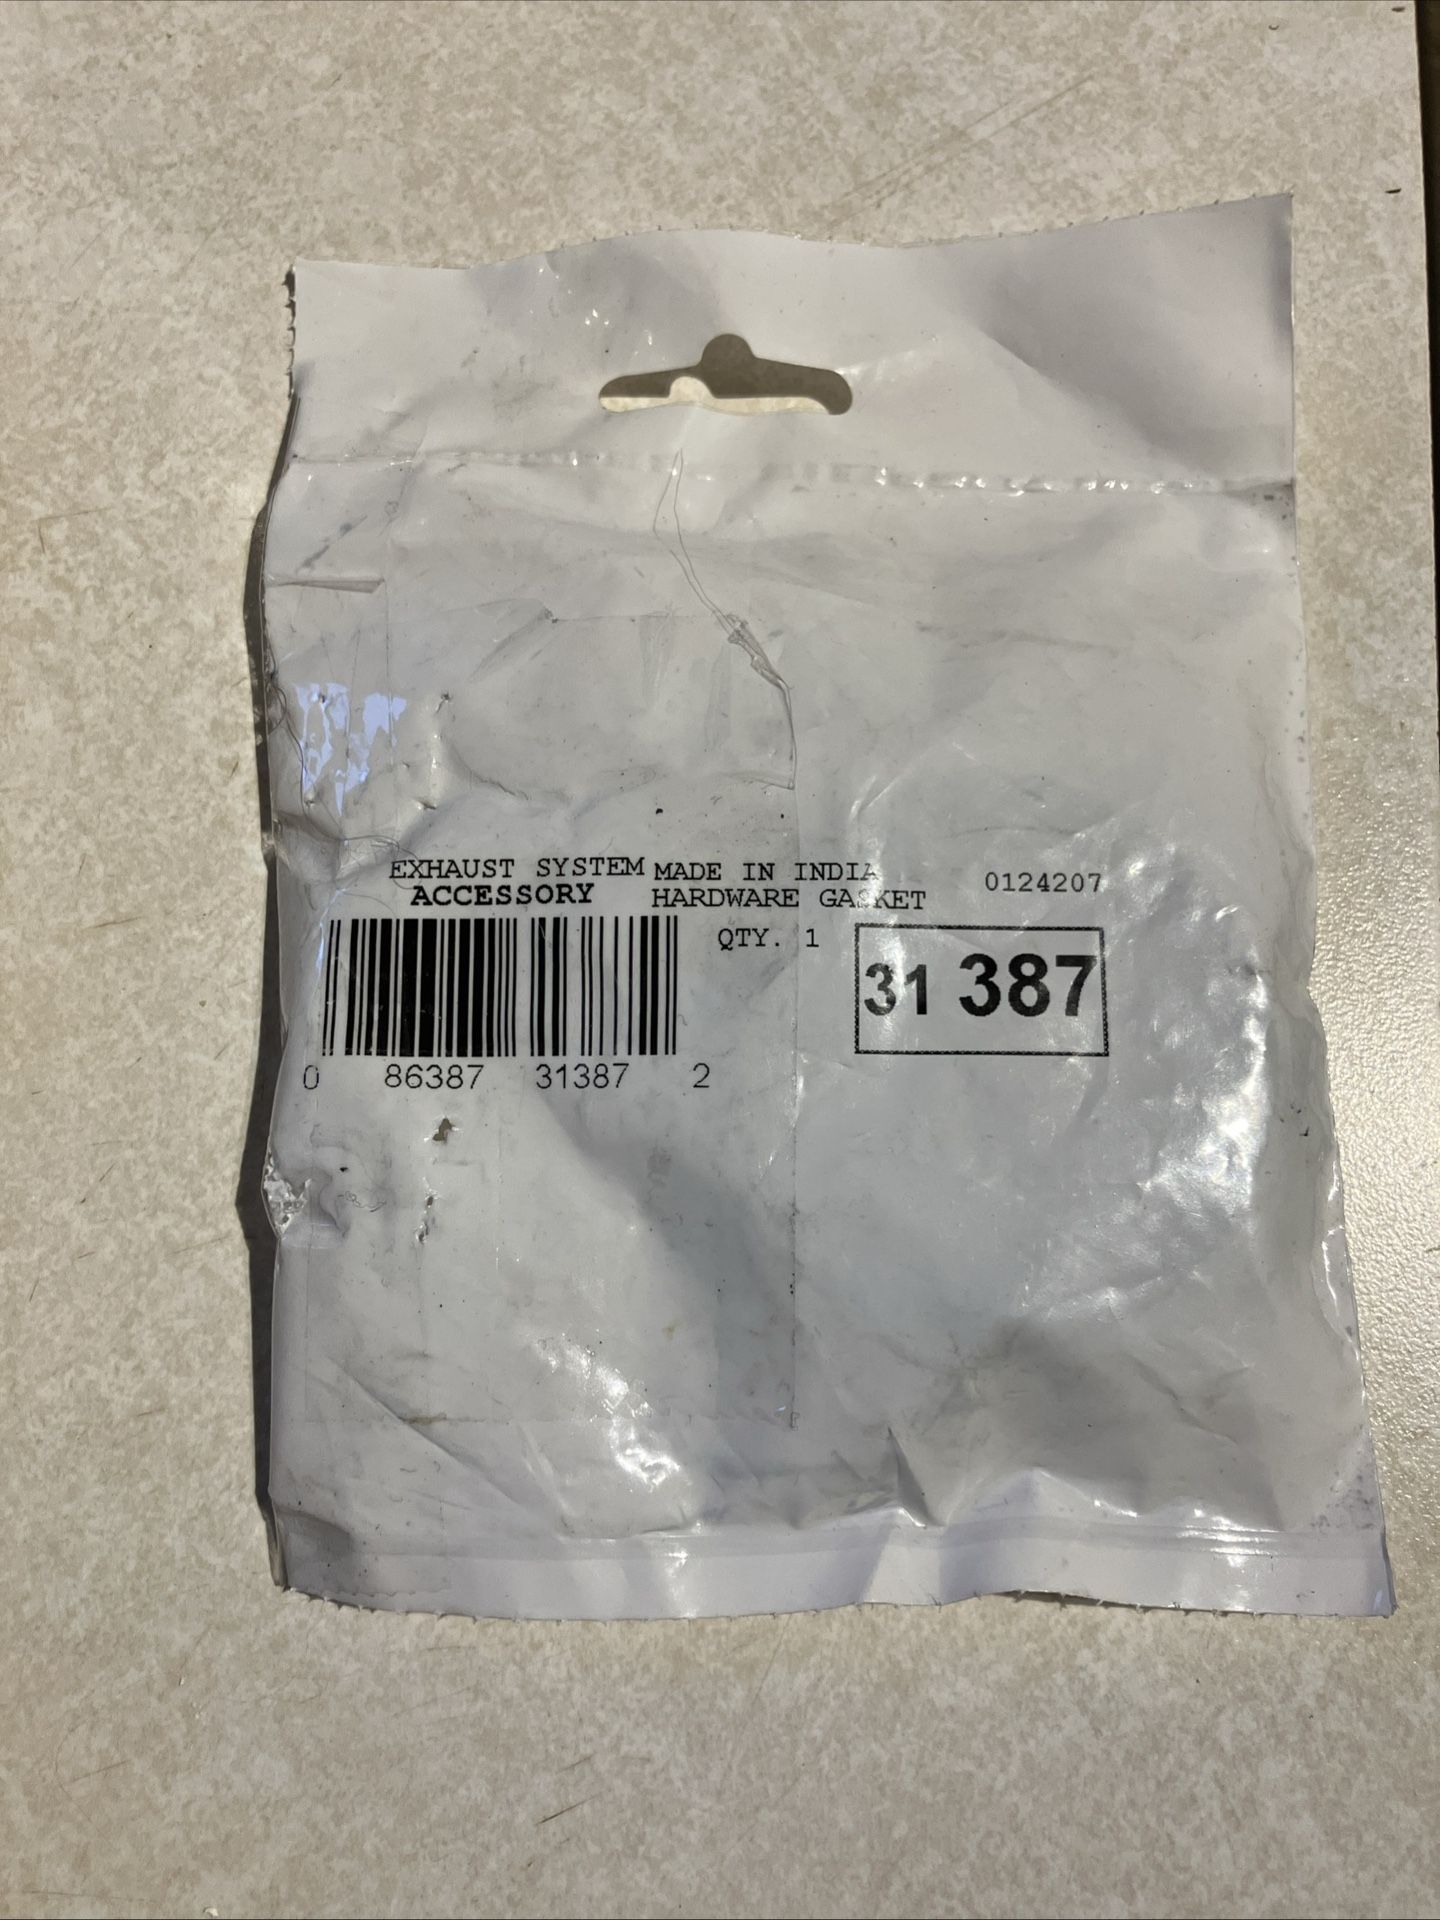 EXHAUST SYSTEM MADE IN INDIA 0124207
ACCESSORY HARDWARE GASKET
QTY. 1
31 387
0 86387 31387 2